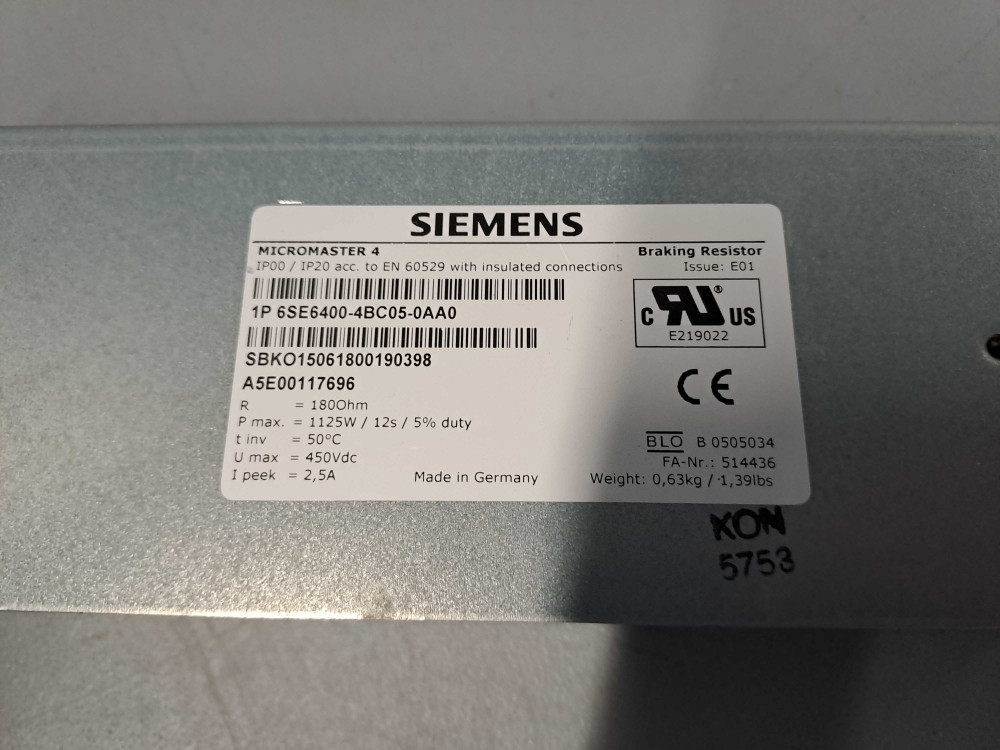 SIEMENS
MICROMASTER 4
Braking Resistor
IP00 / IP20 acc. to EN 60529 with insulated connections
Issue: E01
1P 6SE6400-4BC05-0AA0
C RU® US
E219022
SBKO15061800190398
A5E00117696
CE
R = 180Ohm
P max. = 1125W / 12s / 5% duty
t inv = 50°C
U max = 450Vdc
I peek = 2,5A
Made in Germany
BLO B 0505034
FA-Nr.: 514436
Weight: 0,63kg / 1,39lbs
KON
5753